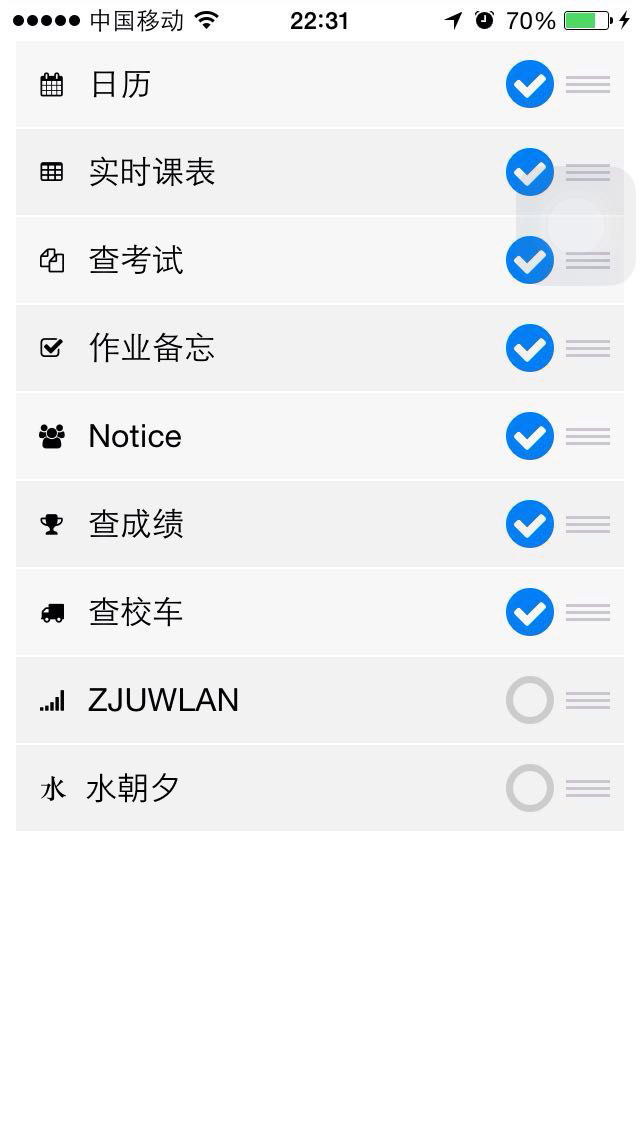 中国移动 22:31 70%
日历
实时课表
查考试
作业备忘
Notice
查成绩
查校车
ZJUWLAN
水 水朝夕